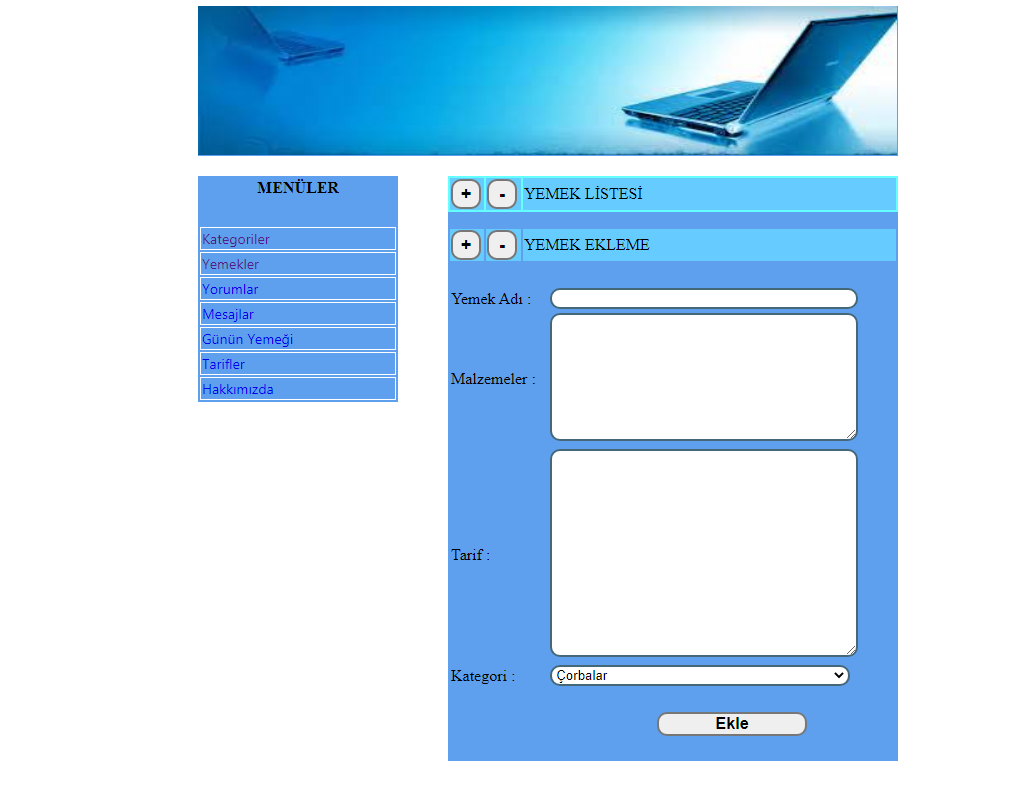 MENÜLER
Kategoriler
Yemekler
Yorumlar
Mesajlar
Günün Yemeği
Tarifler
Hakkımızda
+ - YEMEK LİSTESİ
+ - YEMEK EKLEME
Yemek Adı :
Malzemeler :
Tarif :
Kategori : Çorbalar
Ekle